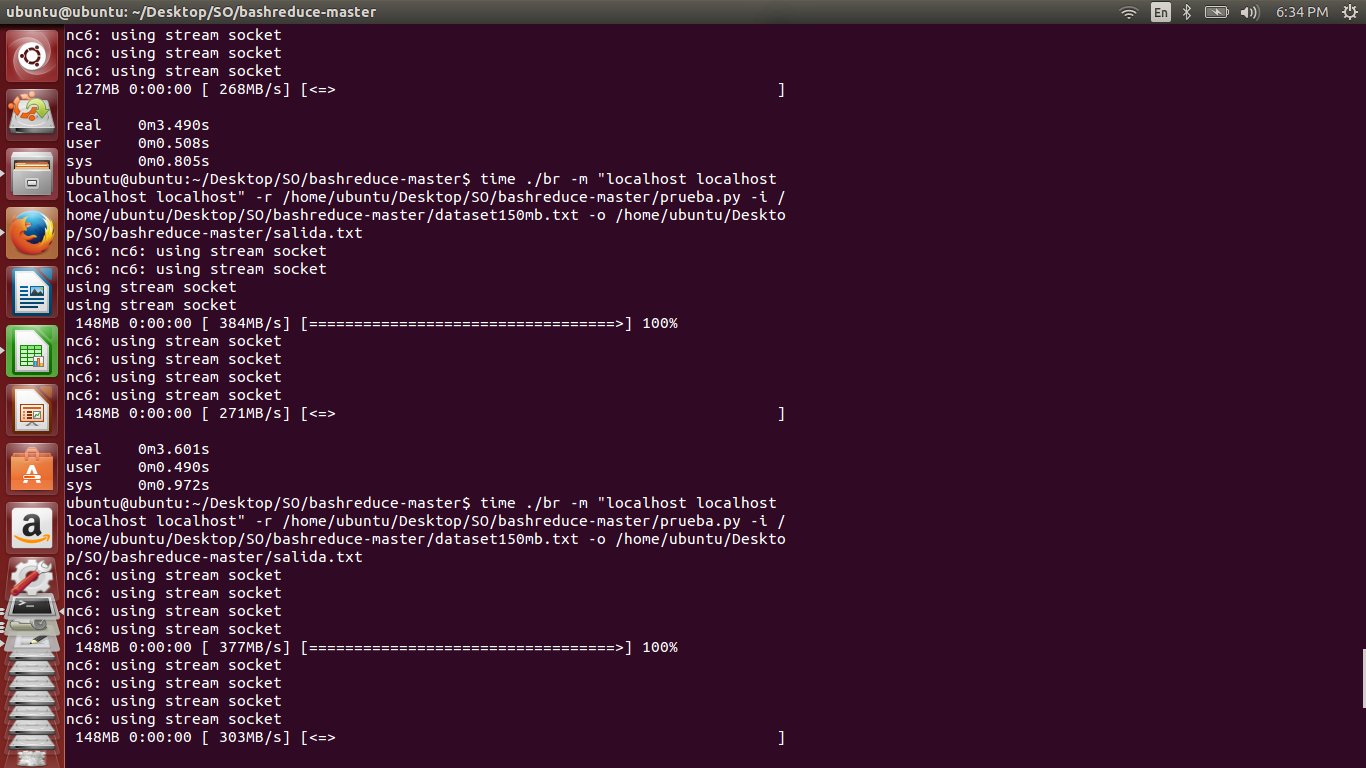 ubuntu@ubuntu: ~/Desktop/SO/bashreduce-master
En
6:34 PM
nc6: using stream socket
nc6: using stream socket
nc6: using stream socket
 127MB 0:00:00 [ 268MB/s] [<=>                                                 ]
real    0m3.490s
user    0m0.508s
sys     0m0.805s
ubuntu@ubuntu:~/Desktop/SO/bashreduce-master$ time ./br -m "localhost localhost
localhost localhost" -r /home/ubuntu/Desktop/SO/bashreduce-master/prueba.py -i /
home/ubuntu/Desktop/SO/bashreduce-master/dataset150mb.txt -o /home/ubuntu/Deskto
p/SO/bashreduce-master/salida.txt
nc6: nc6: using stream socket
nc6: nc6: using stream socket
using stream socket
using stream socket
 148MB 0:00:00 [ 384MB/s] [==================================>] 100%
nc6: using stream socket
nc6: using stream socket
nc6: using stream socket
nc6: using stream socket
 148MB 0:00:00 [ 271MB/s] [<=>                                                 ]
real    0m3.601s
user    0m0.490s
sys     0m0.972s
ubuntu@ubuntu:~/Desktop/SO/bashreduce-master$ time ./br -m "localhost localhost
localhost localhost" -r /home/ubuntu/Desktop/SO/bashreduce-master/prueba.py -i /
home/ubuntu/Desktop/SO/bashreduce-master/dataset150mb.txt -o /home/ubuntu/Deskto
p/SO/bashreduce-master/salida.txt
nc6: using stream socket
nc6: using stream socket
nc6: using stream socket
nc6: using stream socket
 148MB 0:00:00 [ 377MB/s] [==================================>] 100%
nc6: using stream socket
nc6: using stream socket
nc6: using stream socket
nc6: using stream socket
 148MB 0:00:00 [ 303MB/s] [<=>                                                 ]